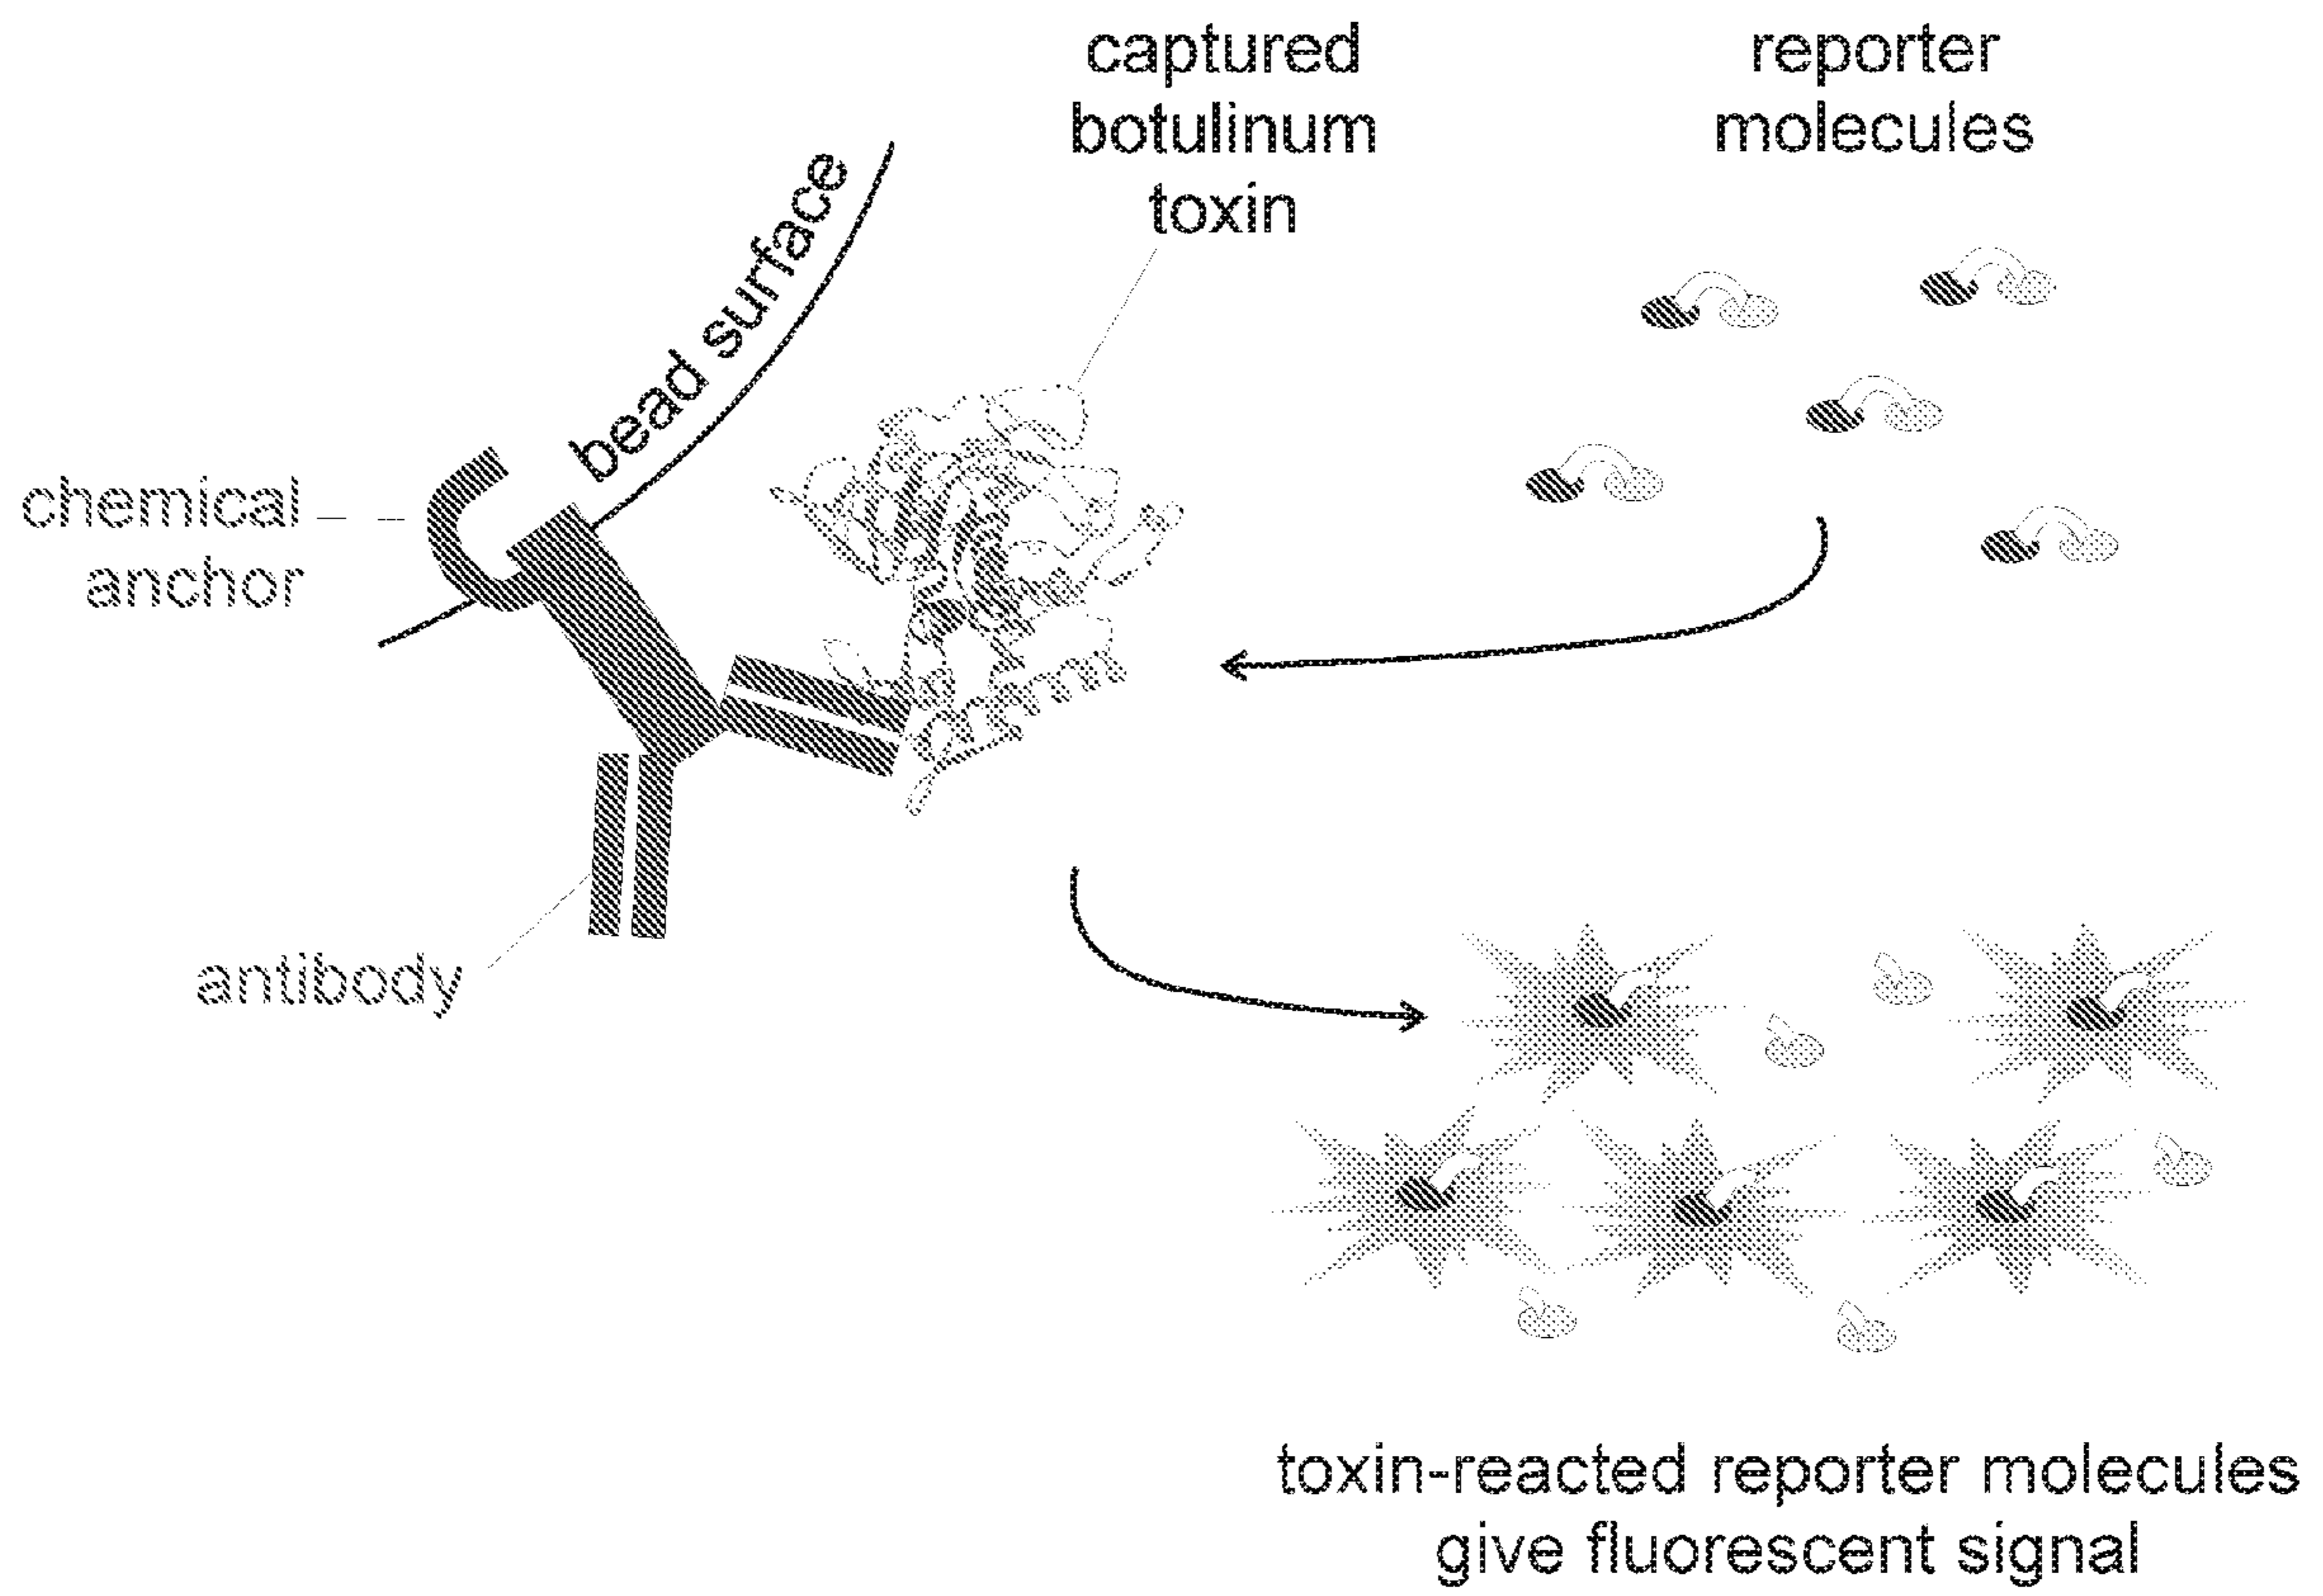 captured
botulinum
toxin
reporter
molecules
bead surface
chemical
anchor
antibody
toxin-reacted reporter molecules
give fluorescent signal